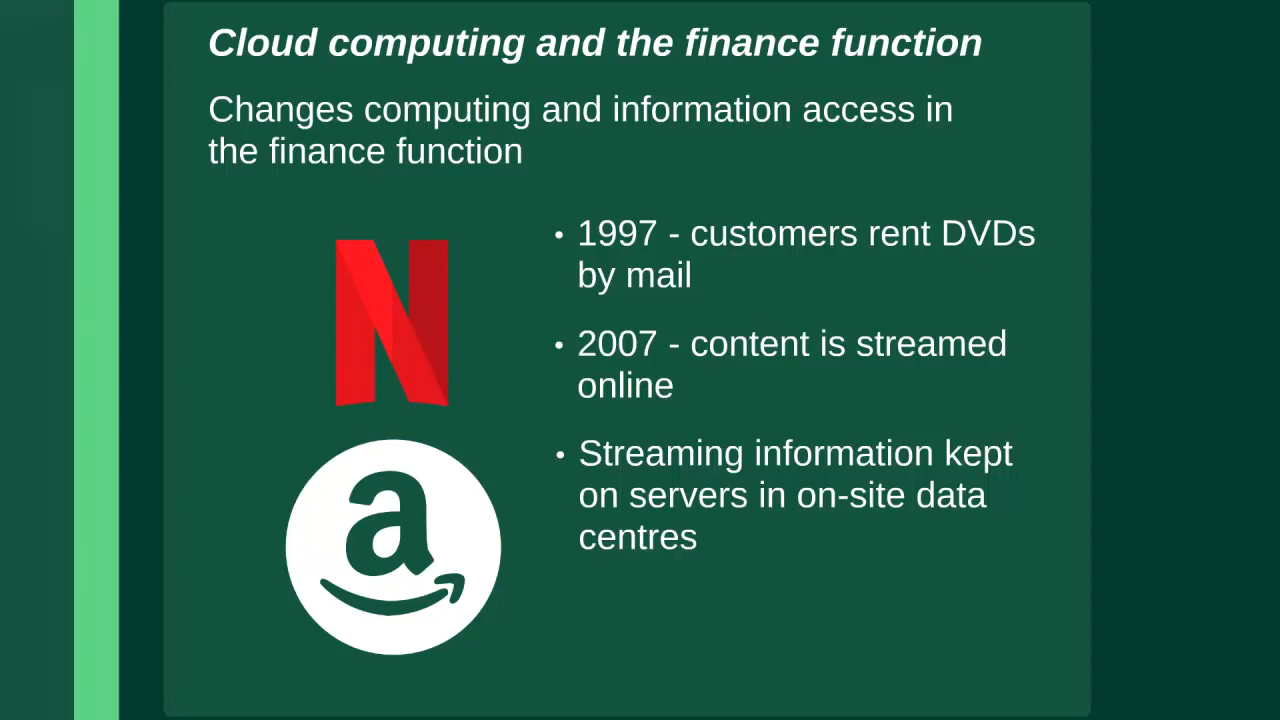 Cloud computing and the finance function
Changes computing and information access in
the finance function
• 1997 - customers rent DVDs
by mail
• 2007 - content is streamed
online
• Streaming information kept
on servers in on-site data
centres
N
a